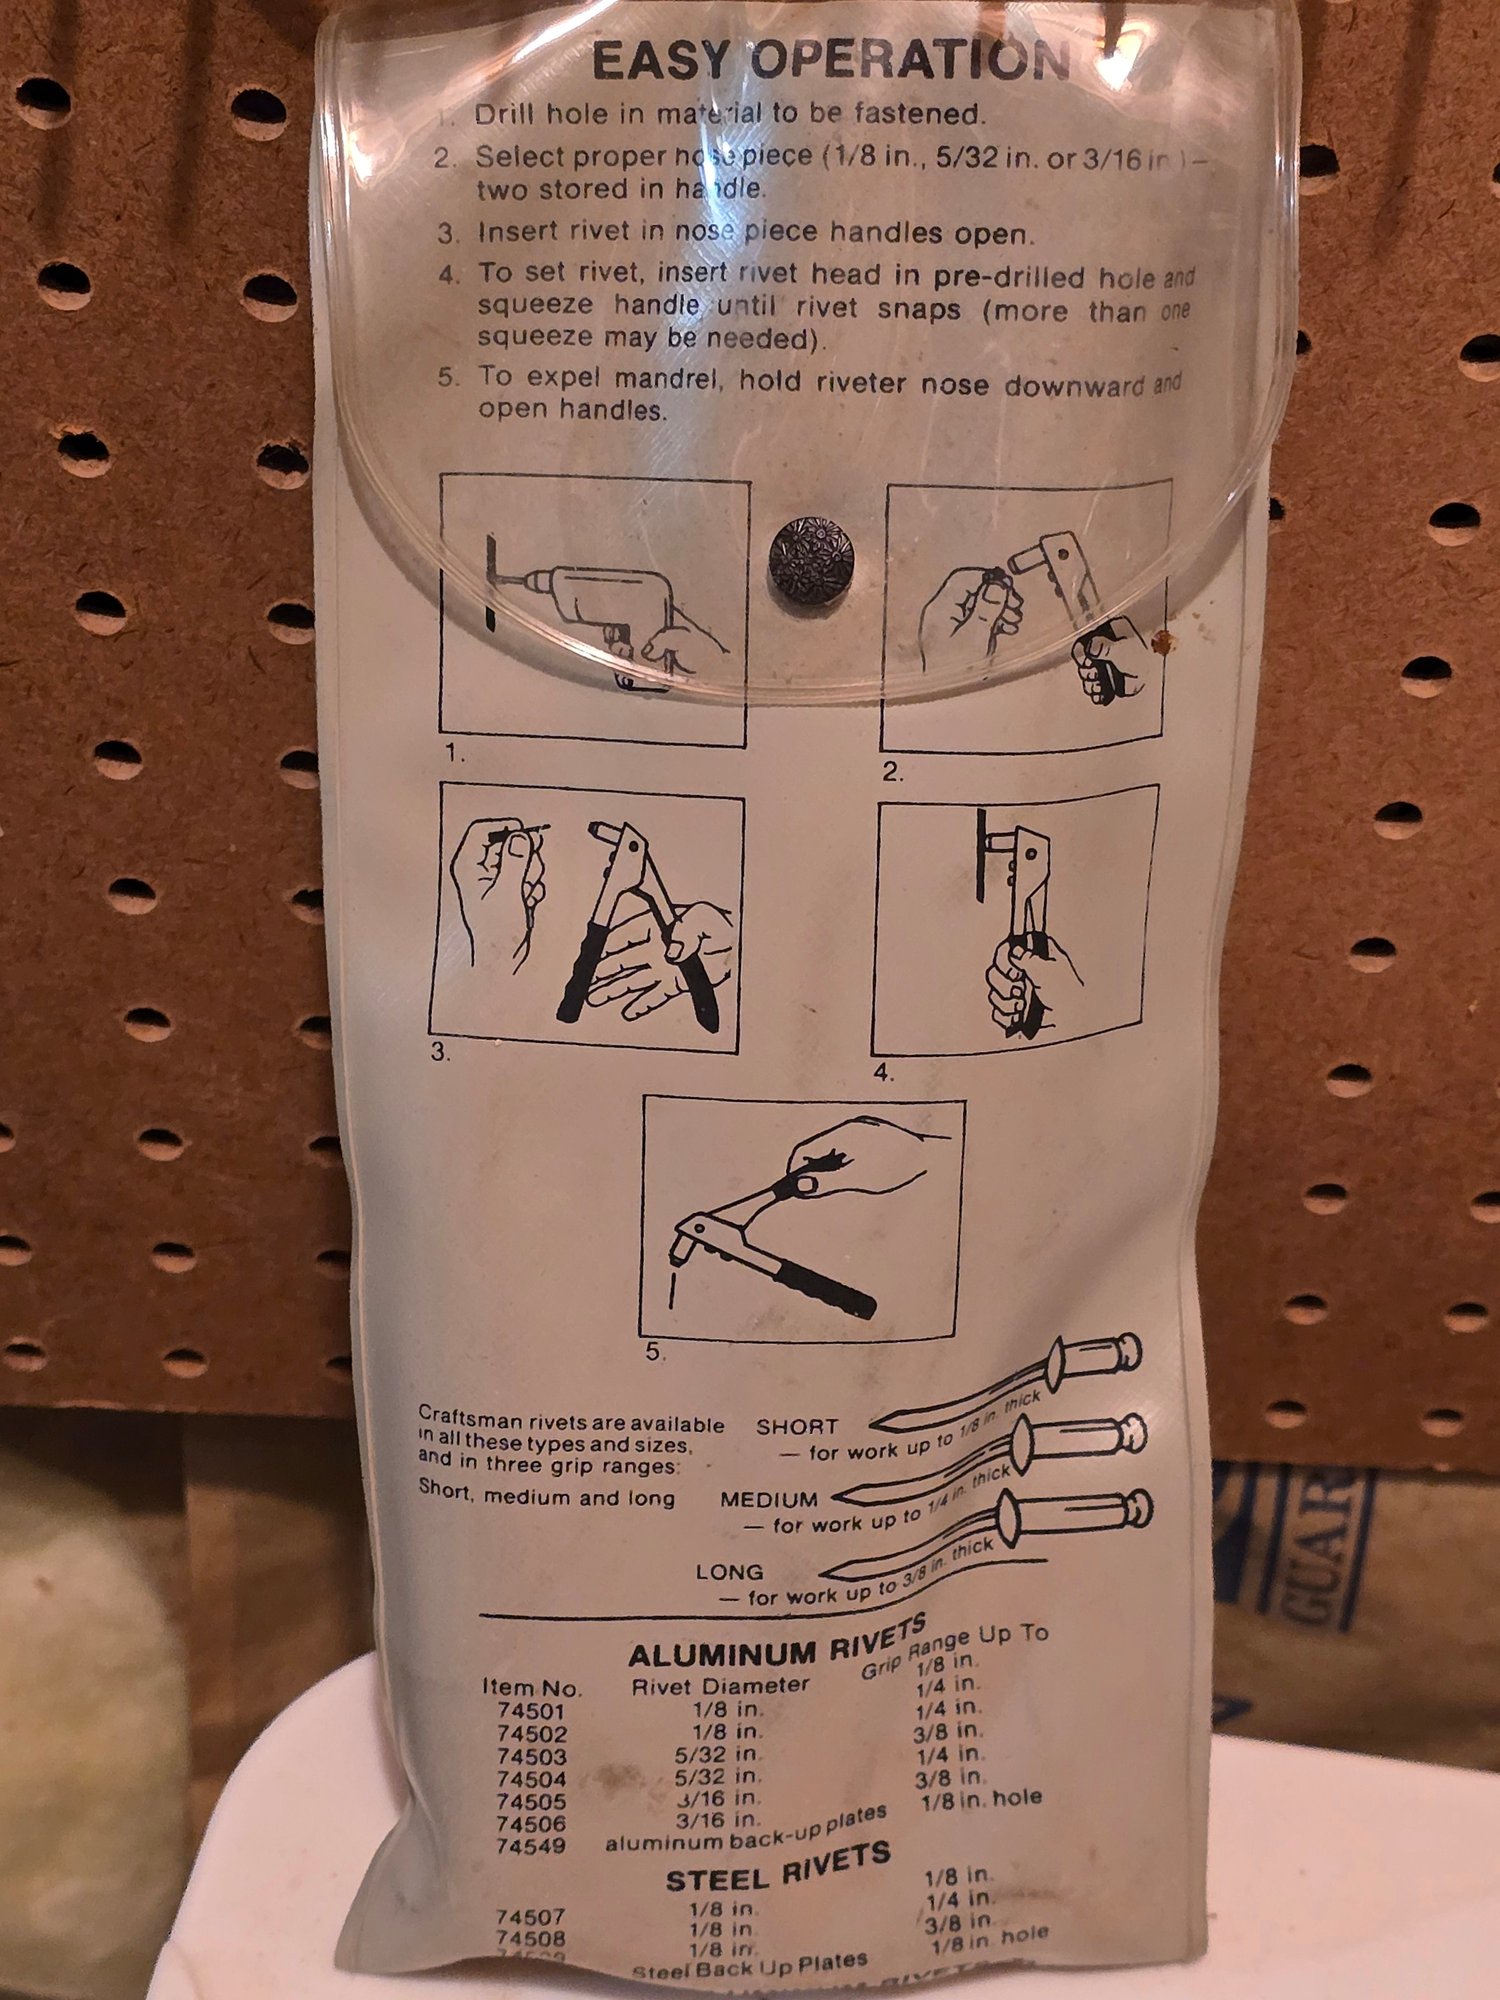 EASY OPERATION
1. Drill hole in material to be fastened.
2. Select proper nose piece (1/8 in., 5/32 in. or 3/16 in.) –
two stored in handle.
3. Insert rivet in nose piece handles open.
4. To set rivet, insert rivet head in pre-drilled hole and
squeeze handle until rivet snaps (more than one
squeeze may be needed).
5. To expel mandrel, hold riveter nose downward and
open handles.
1.
2.
3.
4.
5.
Craftsman rivets are available
in all these types and sizes,
and in three grip ranges:
Short, medium and long
SHORT
— for work up to 1/8 in. thick
MEDIUM
— for work up to 1/4 in. thick
LONG
— for work up to 3/8 in. thick
ALUMINUM RIVETS
Item No. Rivet Diameter Grip Range Up To
74501 1/8 in. 1/8 in.
74502 1/8 in. 1/4 in.
74503 5/32 in. 1/4 in.
74504 5/32 in. 3/8 in.
74505 3/16 in. 1/4 in.
74506 3/16 in. 3/8 in.
74549 aluminum back-up plates 1/8 in. hole
STEEL RIVETS
74507 1/8 in. 1/8 in.
74508 1/8 in. 1/4 in.
1/8 in. 3/8 in.
Steel Back Up Plates 1/8 in. hole
GUAR